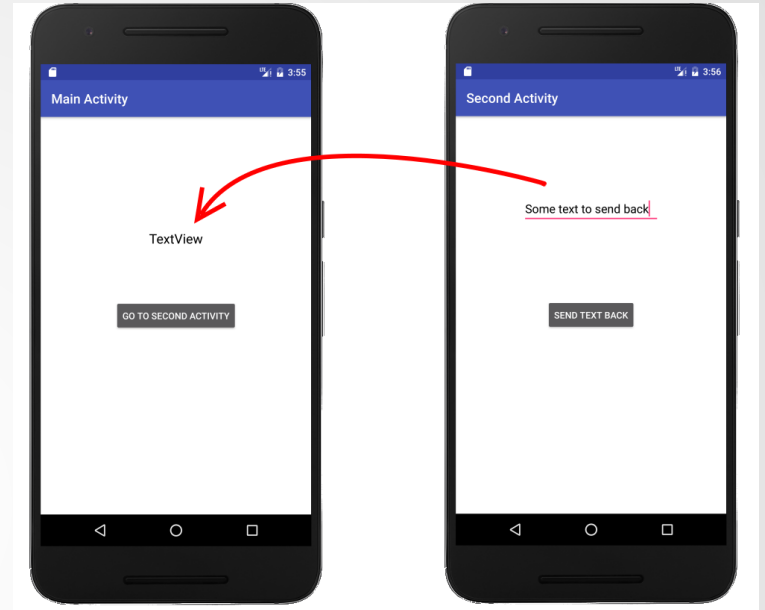 3:55
Main Activity
TextView
GO TO SECOND ACTIVITY
3:56
Second Activity
Some text to send back
SEND TEXT BACK